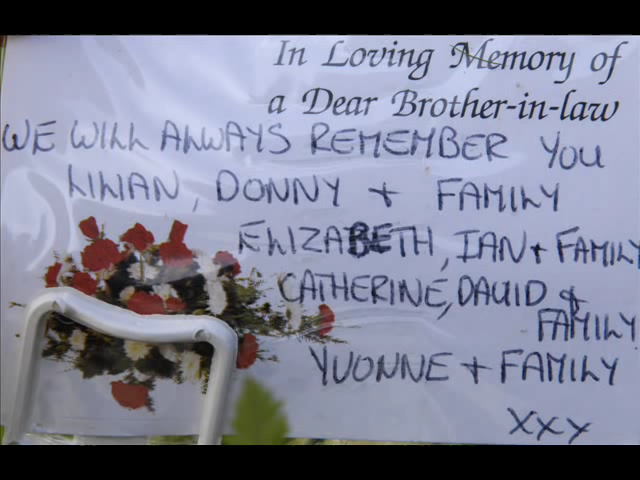 In Loving Memory of
a Dear Brother-in-law
WE WILL ALWAYS REMEMBER YOU
LILIAN, DONNY + FAMILY
ELIZABETH, IAN + FAMILY
CATHERINE, DAVID &
FAMILY
YVONNE + FAMILY
xxx